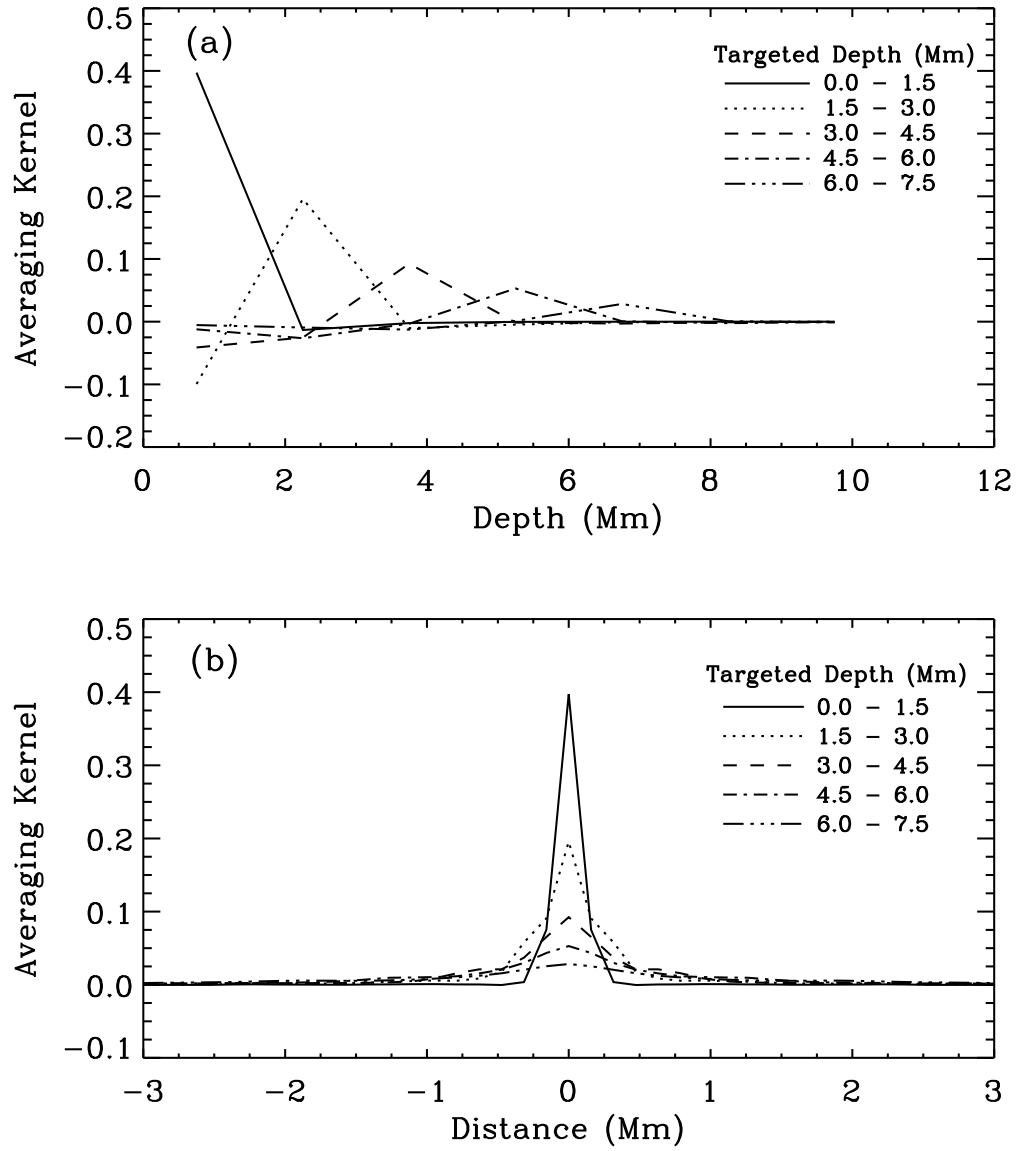 (a)
Targeted Depth (Mm)
0.0 – 1.5
1.5 – 3.0
3.0 – 4.5
4.5 – 6.0
6.0 – 7.5
Averaging Kernel
0.5
0.4
0.3
0.2
0.1
0.0
−0.1
−0.2
0 2 4 6 8 10 12
Depth (Mm)
(b)
Targeted Depth (Mm)
0.0 – 1.5
1.5 – 3.0
3.0 – 4.5
4.5 – 6.0
6.0 – 7.5
Averaging Kernel
0.5
0.4
0.3
0.2
0.1
0.0
−0.1
−3 −2 −1 0 1 2 3
Distance (Mm)